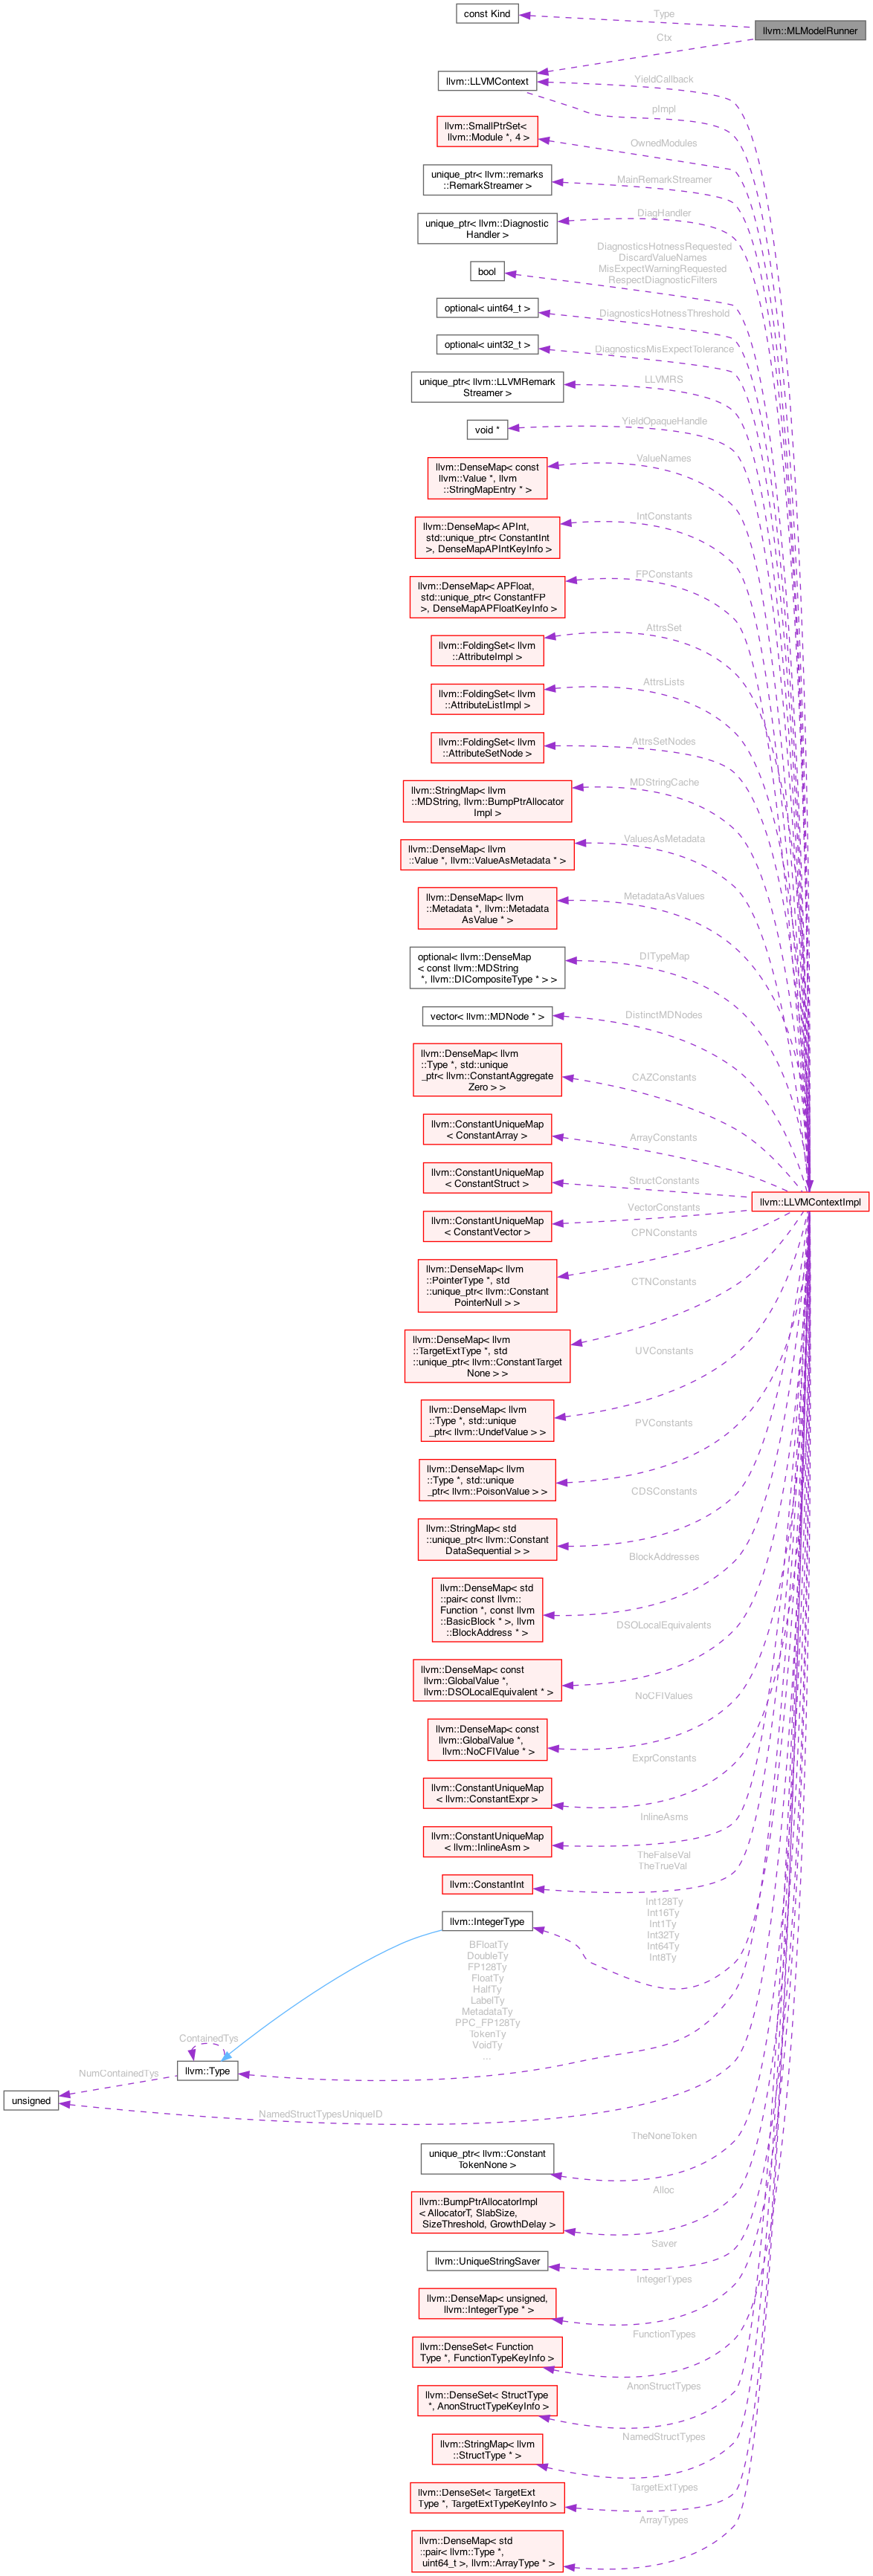 const Kind
Type
llvm::MLModelRunner
Ctx
llvm::LLVMContext
YieldCallback
pImpl
llvm::SmallPtrSet<
llvm::Module *, 4 >
OwnedModules
unique_ptr< llvm::remarks
::RemarkStreamer >
MainRemarkStreamer
unique_ptr< llvm::Diagnostic
Handler >
DiagHandler
bool
DiagnosticsHotnessRequested
DiscardValueNames
MisExpectWarningRequested
RespectDiagnosticFilters
optional< uint64_t >
DiagnosticsHotnessThreshold
optional< uint32_t >
DiagnosticsMisExpectTolerance
unique_ptr< llvm::LLVMRemark
Streamer >
LLVMRS
void *
YieldOpaqueHandle
llvm::DenseMap< const
llvm::Value *, llvm
::StringMapEntry * >
ValueNames
llvm::DenseMap< APInt,
std::unique_ptr< ConstantInt
>, DenseMapAPIntKeyInfo >
IntConstants
llvm::DenseMap< APFloat,
std::unique_ptr< ConstantFP
>, DenseMapAPFloatKeyInfo >
FPConstants
llvm::FoldingSet< llvm
::AttributeImpl >
AttrsSet
llvm::FoldingSet< llvm
::AttributeListImpl >
AttrsLists
llvm::FoldingSet< llvm
::AttributeSetNode >
AttrsSetNodes
llvm::StringMap< llvm
::MDString, llvm::BumpPtrAllocator
Impl >
MDStringCache
llvm::DenseMap< llvm
::Value *, llvm::ValueAsMetadata * >
ValuesAsMetadata
llvm::DenseMap< llvm
::Metadata *, llvm::Metadata
AsValue * >
MetadataAsValues
optional< llvm::DenseMap
< const llvm::MDString
*, llvm::DICompositeType * > >
DITypeMap
vector< llvm::MDNode * >
DistinctMDNodes
llvm::DenseMap< llvm
::Type *, std::unique
_ptr< llvm::ConstantAggregate
Zero > >
CAZConstants
llvm::ConstantUniqueMap
< ConstantArray >
ArrayConstants
llvm::ConstantUniqueMap
< ConstantStruct >
StructConstants
llvm::LLVMContextImpl
llvm::ConstantUniqueMap
< ConstantVector >
VectorConstants
llvm::DenseMap< llvm
::PointerType *, std
::unique_ptr< llvm::Constant
PointerNull > >
CPNConstants
llvm::DenseMap< llvm
::TargetExtType *, std
::unique_ptr< llvm::ConstantTarget
None > >
CTNConstants
llvm::DenseMap< llvm
::Type *, std::unique
_ptr< llvm::UndefValue > >
UVConstants
llvm::DenseMap< llvm
::Type *, std::unique
_ptr< llvm::PoisonValue > >
PVConstants
llvm::StringMap< std
::unique_ptr< llvm::Constant
DataSequential > >
CDSConstants
llvm::DenseMap< std
::pair< const llvm::
Function *, const llvm
::BasicBlock * >, llvm
::BlockAddress * >
BlockAddresses
llvm::DenseMap< const
llvm::GlobalValue *,
llvm::DSOLocalEquivalent * >
DSOLocalEquivalents
llvm::DenseMap< const
llvm::GlobalValue *,
llvm::NoCFIValue * >
NoCFIValues
llvm::ConstantUniqueMap
< llvm::ConstantExpr >
ExprConstants
llvm::ConstantUniqueMap
< llvm::InlineAsm >
InlineAsms
llvm::ConstantInt
TheFalseVal
TheTrueVal
llvm::IntegerType
Int128Ty
Int16Ty
Int1Ty
Int32Ty
Int64Ty
Int8Ty
BFloatTy
DoubleTy
FP128Ty
FloatTy
HalfTy
LabelTy
MetadataTy
PPC_FP128Ty
TokenTy
VoidTy
...
ContainedTys
llvm::Type
NumContainedTys
unsigned
NamedStructTypesUniqueID
unique_ptr< llvm::Constant
TokenNone >
TheNoneToken
llvm::BumpPtrAllocatorImpl
< AllocatorT, SlabSize,
SizeThreshold, GrowthDelay >
Alloc
llvm::UniqueStringSaver
Saver
llvm::DenseMap< unsigned,
llvm::IntegerType * >
IntegerTypes
llvm::DenseSet< Function
Type *, FunctionTypeKeyInfo >
FunctionTypes
llvm::DenseSet< StructType
*, AnonStructTypeKeyInfo >
AnonStructTypes
llvm::StringMap< llvm
::StructType * >
NamedStructTypes
llvm::DenseSet< TargetExt
Type *, TargetExtTypeKeyInfo >
TargetExtTypes
llvm::DenseMap< std
::pair< llvm::Type *,
uint64_t >, llvm::ArrayType * >
ArrayTypes